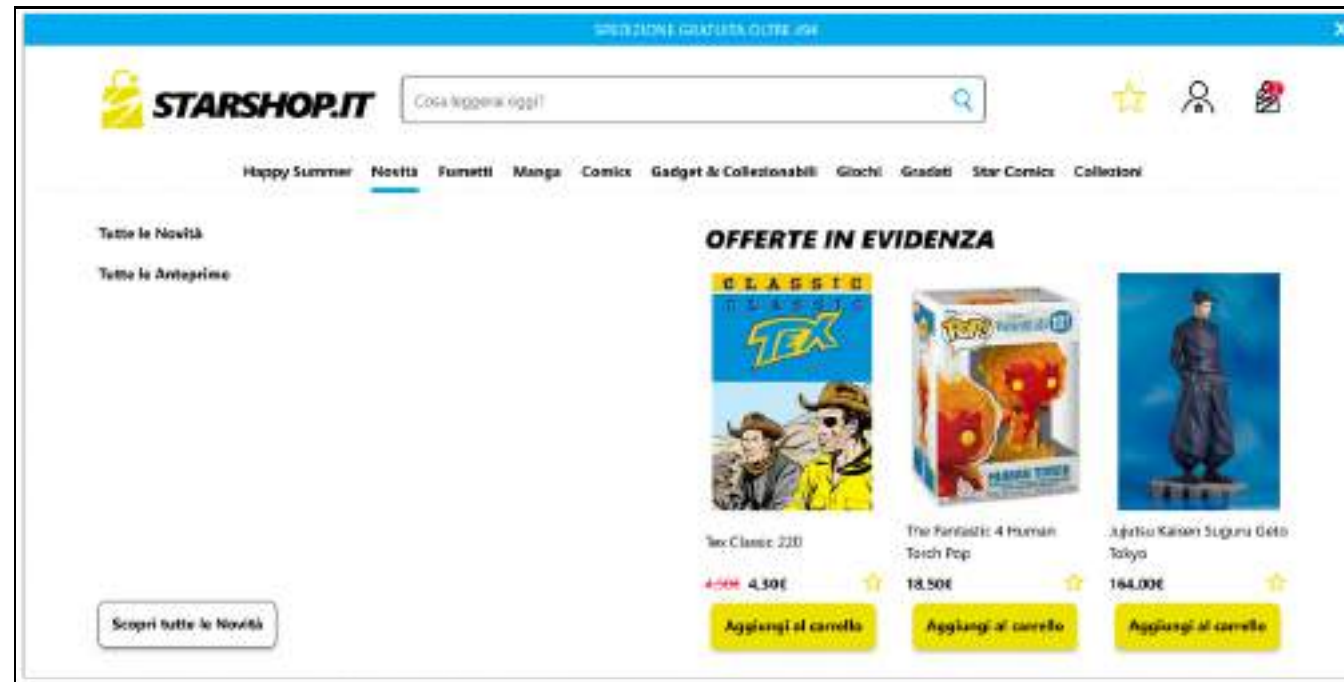 SPEDIZIONE GRATUITA OLTRE 49€
STARSHOP.IT
Cosa leggerai oggi?
Happy Summer Novità Fumetti Manga Comics Gadget & Collezionabili Giochi Gradati Star Comics Collezioni
Tutte le Novità
Tutte le Anteprime
OFFERTE IN EVIDENZA
CLASSIC
CLASSIC
TEX
POP!
HUMAN TORCH
Tex Classic 220
The Fantastic 4 Human
Torch Pop
Jujutsu Kaisen Suguru Geto
Tokyo
4,50€ 4,30€
18,50€
164,00€
Scopri tutte le Novità
Aggiungi al carrello
Aggiungi al carrello
Aggiungi al carrello